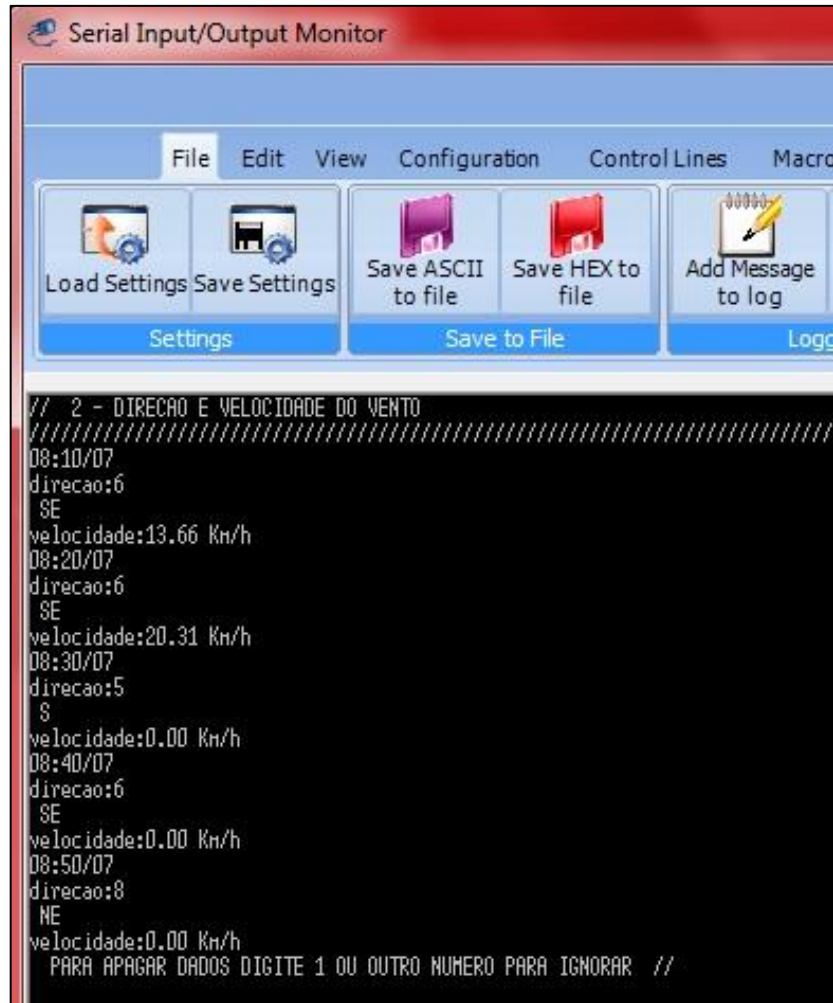 Serial Input/Output Monitor
File Edit View Configuration Control Lines Macro
Load Settings Save Settings Save ASCII to file Save HEX to file Add Message to log
Settings Save to File Logg
// 2 - DIRECAO E VELOCIDADE DO VENTO
////////////////////////////////////////////////////////////////////////////
08:10/07
direcao:6
SE
velocidade:13.66 Km/h
08:20/07
direcao:6
SE
velocidade:20.31 Km/h
08:30/07
direcao:5
S
velocidade:0.00 Km/h
08:40/07
direcao:6
SE
velocidade:0.00 Km/h
08:50/07
direcao:8
NE
velocidade:0.00 Km/h
PARA APAGAR DADOS DIGITE 1 OU OUTRO NUMERO PARA IGNORAR //